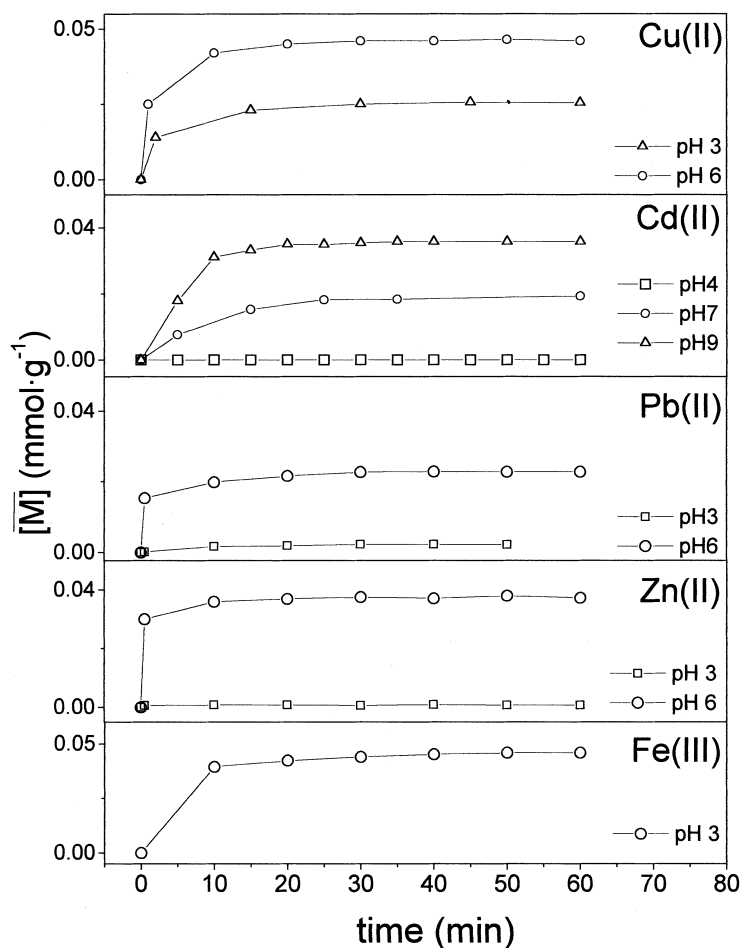 0.05
0.00
Cu(II)
pH 3
pH 6
0.04
0.00
Cd(II)
pH4
pH7
pH9
0.04
0.00
Pb(II)
pH3
pH6
0.04
0.00
Zn(II)
pH 3
pH 6
0.05
0.00
Fe(III)
pH 3
[M̅] (mmol·g⁻¹)
0 10 20 30 40 50 60 70 80
time (min)